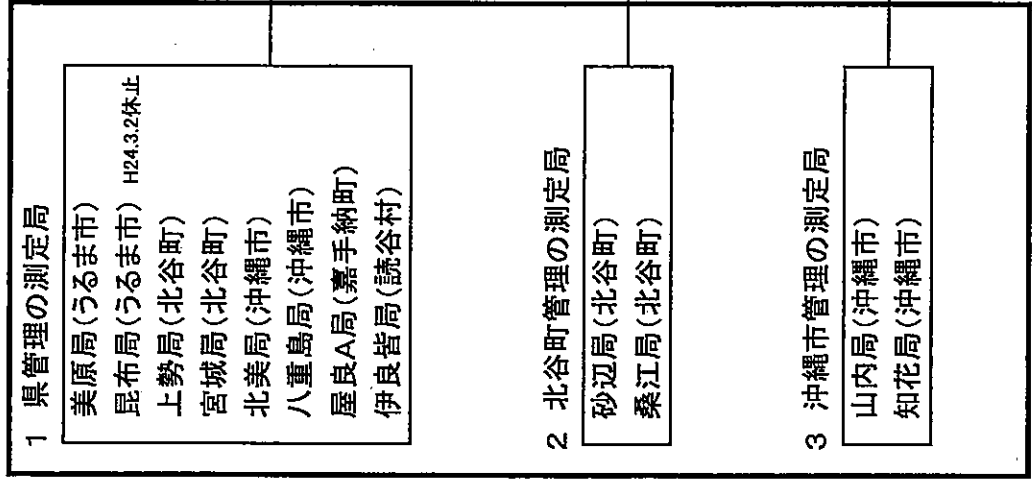 1 県管理の測定局
美原局(うるま市)
昆布局(うるま市) H24.3.2休止
上勢局(北谷町)
宮城局(北谷町)
北美局(沖縄市)
八重島局(沖縄市)
屋良A局(嘉手納町)
伊良皆局(読谷村)
2 北谷町管理の測定局
砂辺局(北谷町)
桑江局(北谷町)
3 沖縄市管理の測定局
山内局(沖縄市)
知花局(沖縄市)